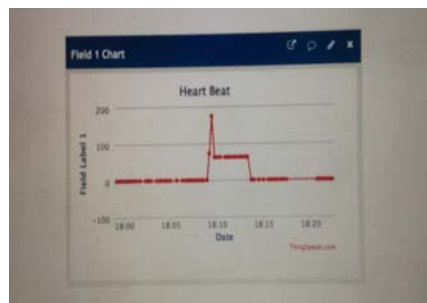 Field 1 Chart
Heart Beat
200
100
0
-100
Field Label 1
18:00 18:05 18:10 18:15 18:20
Date
ThingSpeak.com